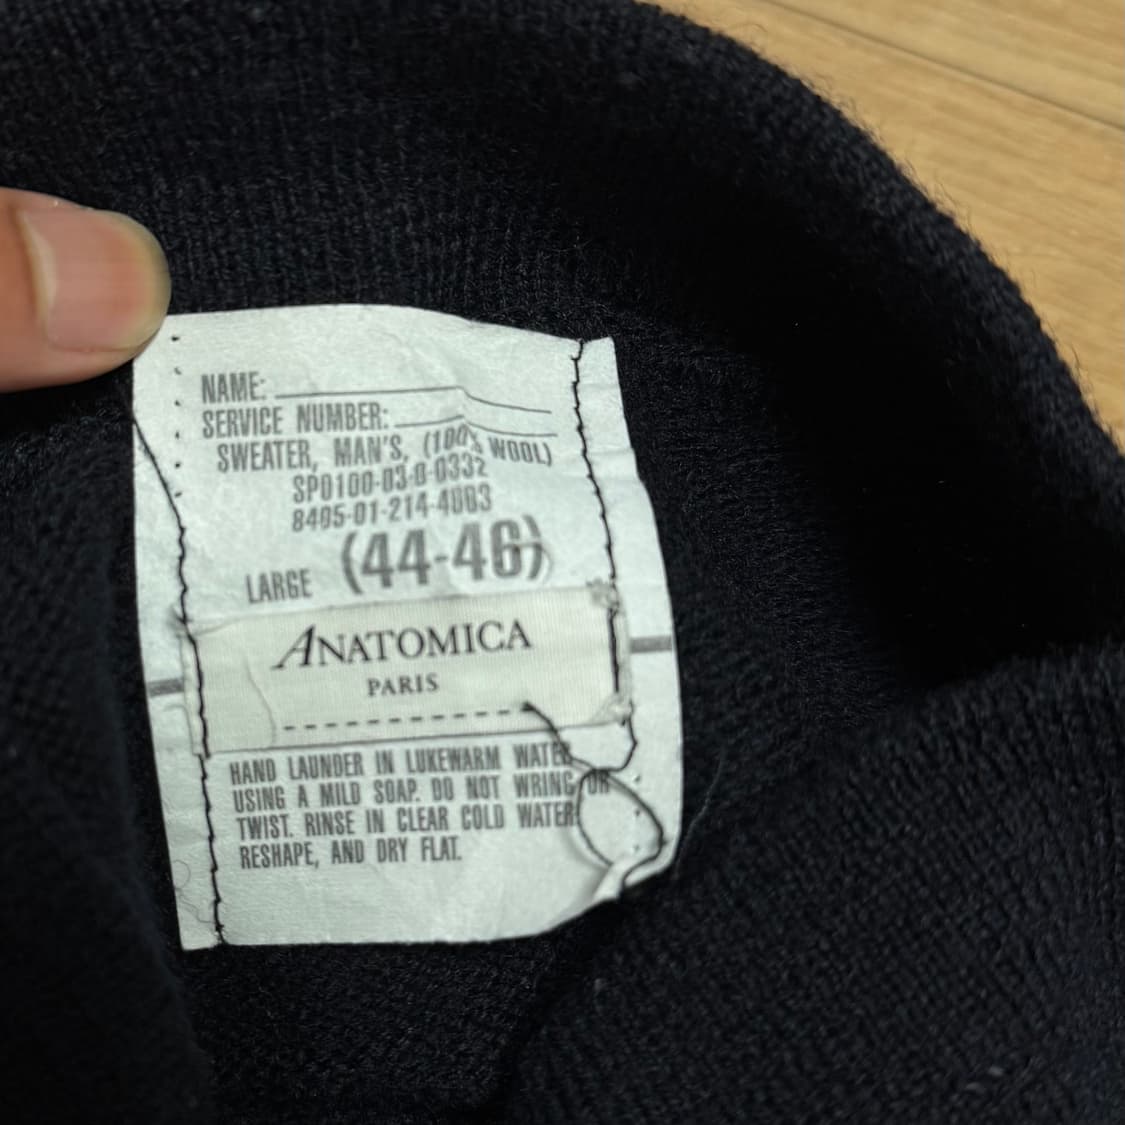 NAME:
SERVICE NUMBER:
SWEATER, MAN'S, (100% WOOL)
SP0100-83-D-0332
8405-01-214-4803
LARGE (44-46)
ANATOMICA
PARIS
HAND LAUNDER IN LUKEWARM WATER
USING A MILD SOAP. DO NOT WRING OR
TWIST. RINSE IN CLEAR COLD WATER
RESHAPE, AND DRY FLAT.